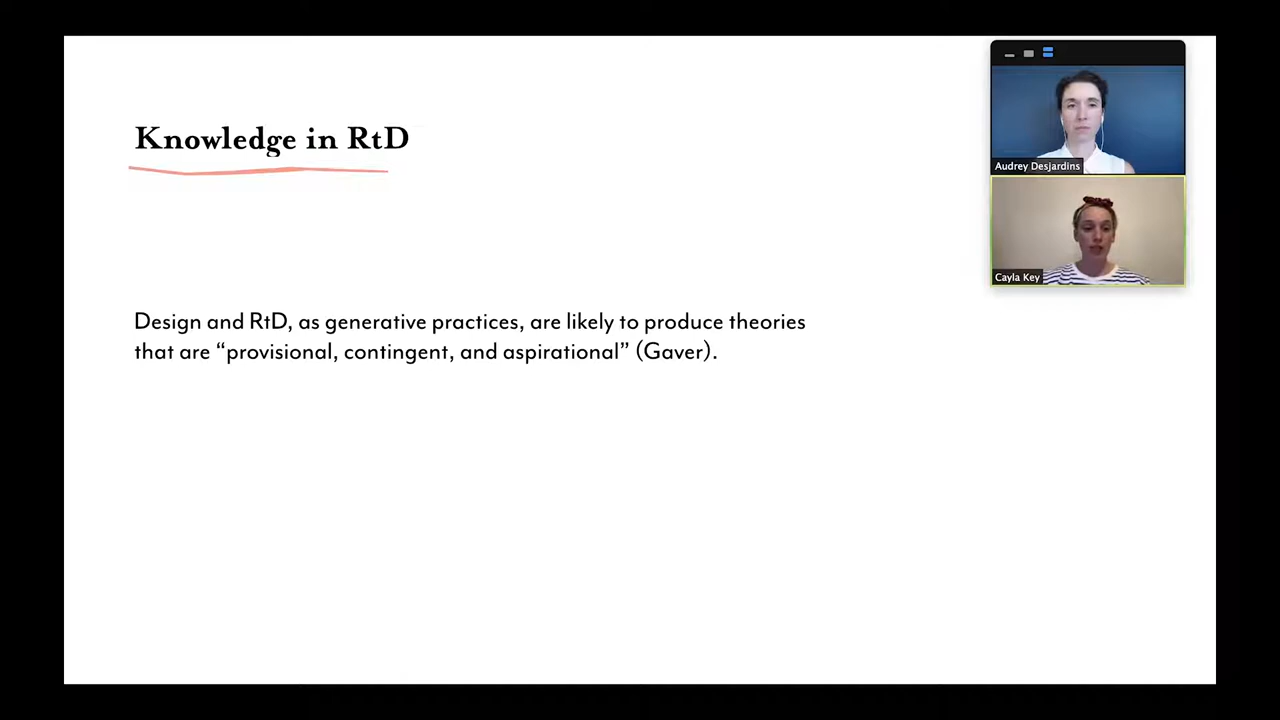 Knowledge in RtD
Design and RtD, as generative practices, are likely to produce theories
that are “provisional, contingent, and aspirational” (Gaver).
Audrey Desjardins
Cayla Key